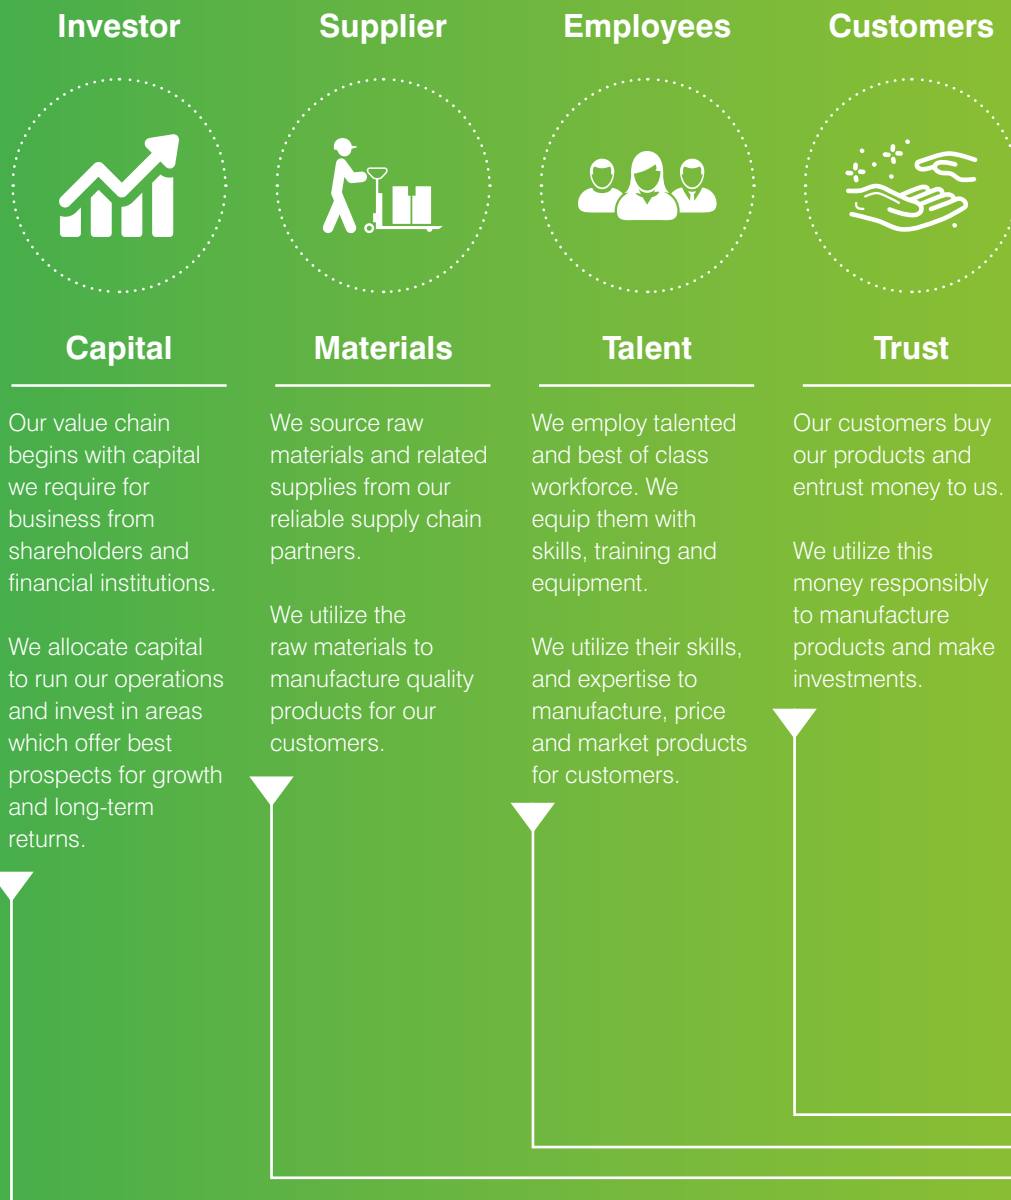 Investor
Supplier
Employees
Customers
Capital
Materials
Talent
Trust
Our value chain
begins with capital
we require for
business from
shareholders and
financial institutions.
We allocate capital
to run our operations
and invest in areas
which offer best
prospects for growth
and long-term
returns.
We source raw
materials and related
supplies from our
reliable supply chain
partners.
We utilize the
raw materials to
manufacture quality
products for our
customers.
We employ talented
and best of class
workforce. We
equip them with
skills, training and
equipment.
We utilize their skills,
and expertise to
manufacture, price
and market products
for customers.
Our customers buy
our products and
entrust money to us.
We utilize this
money responsibly
to manufacture
products and make
investments.